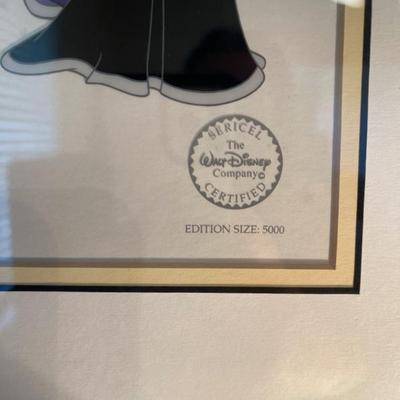 SERICEL
The
WALT DISNEY
Company©
CERTIFIED
EDITION SIZE: 5000